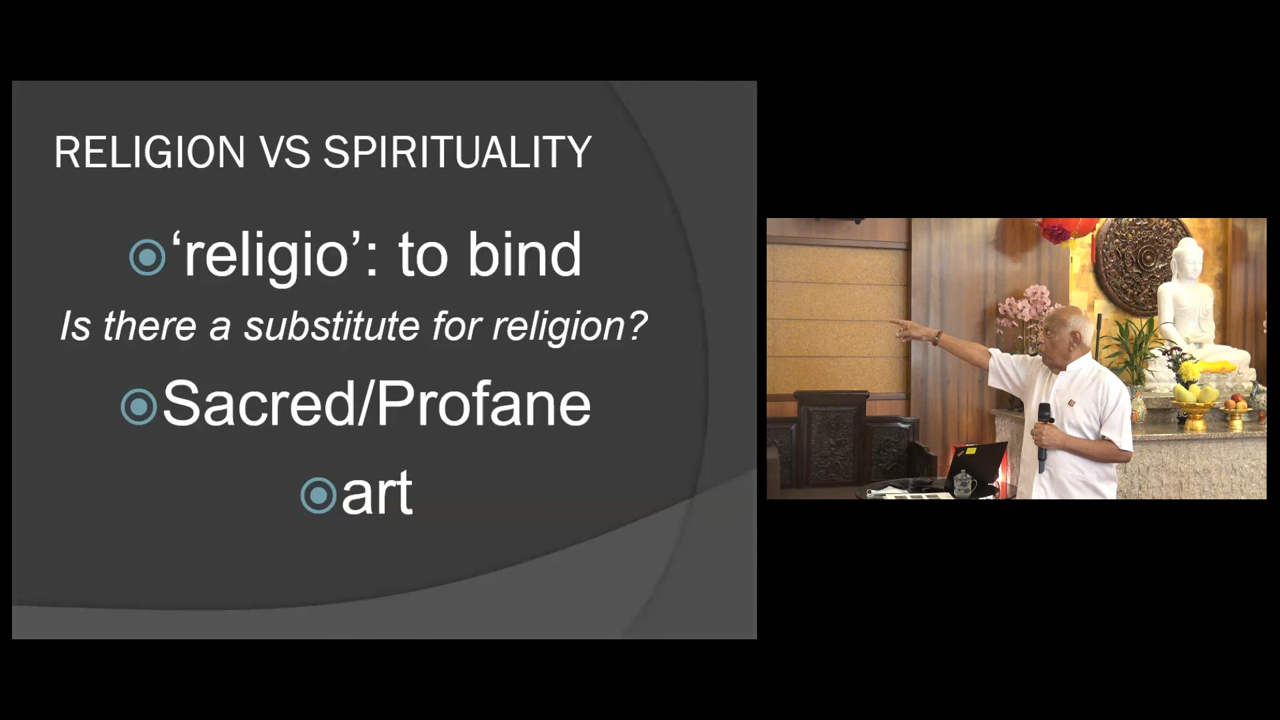 RELIGION VS SPIRITUALITY
‘religio’: to bind
Is there a substitute for religion?
Sacred/Profane
art